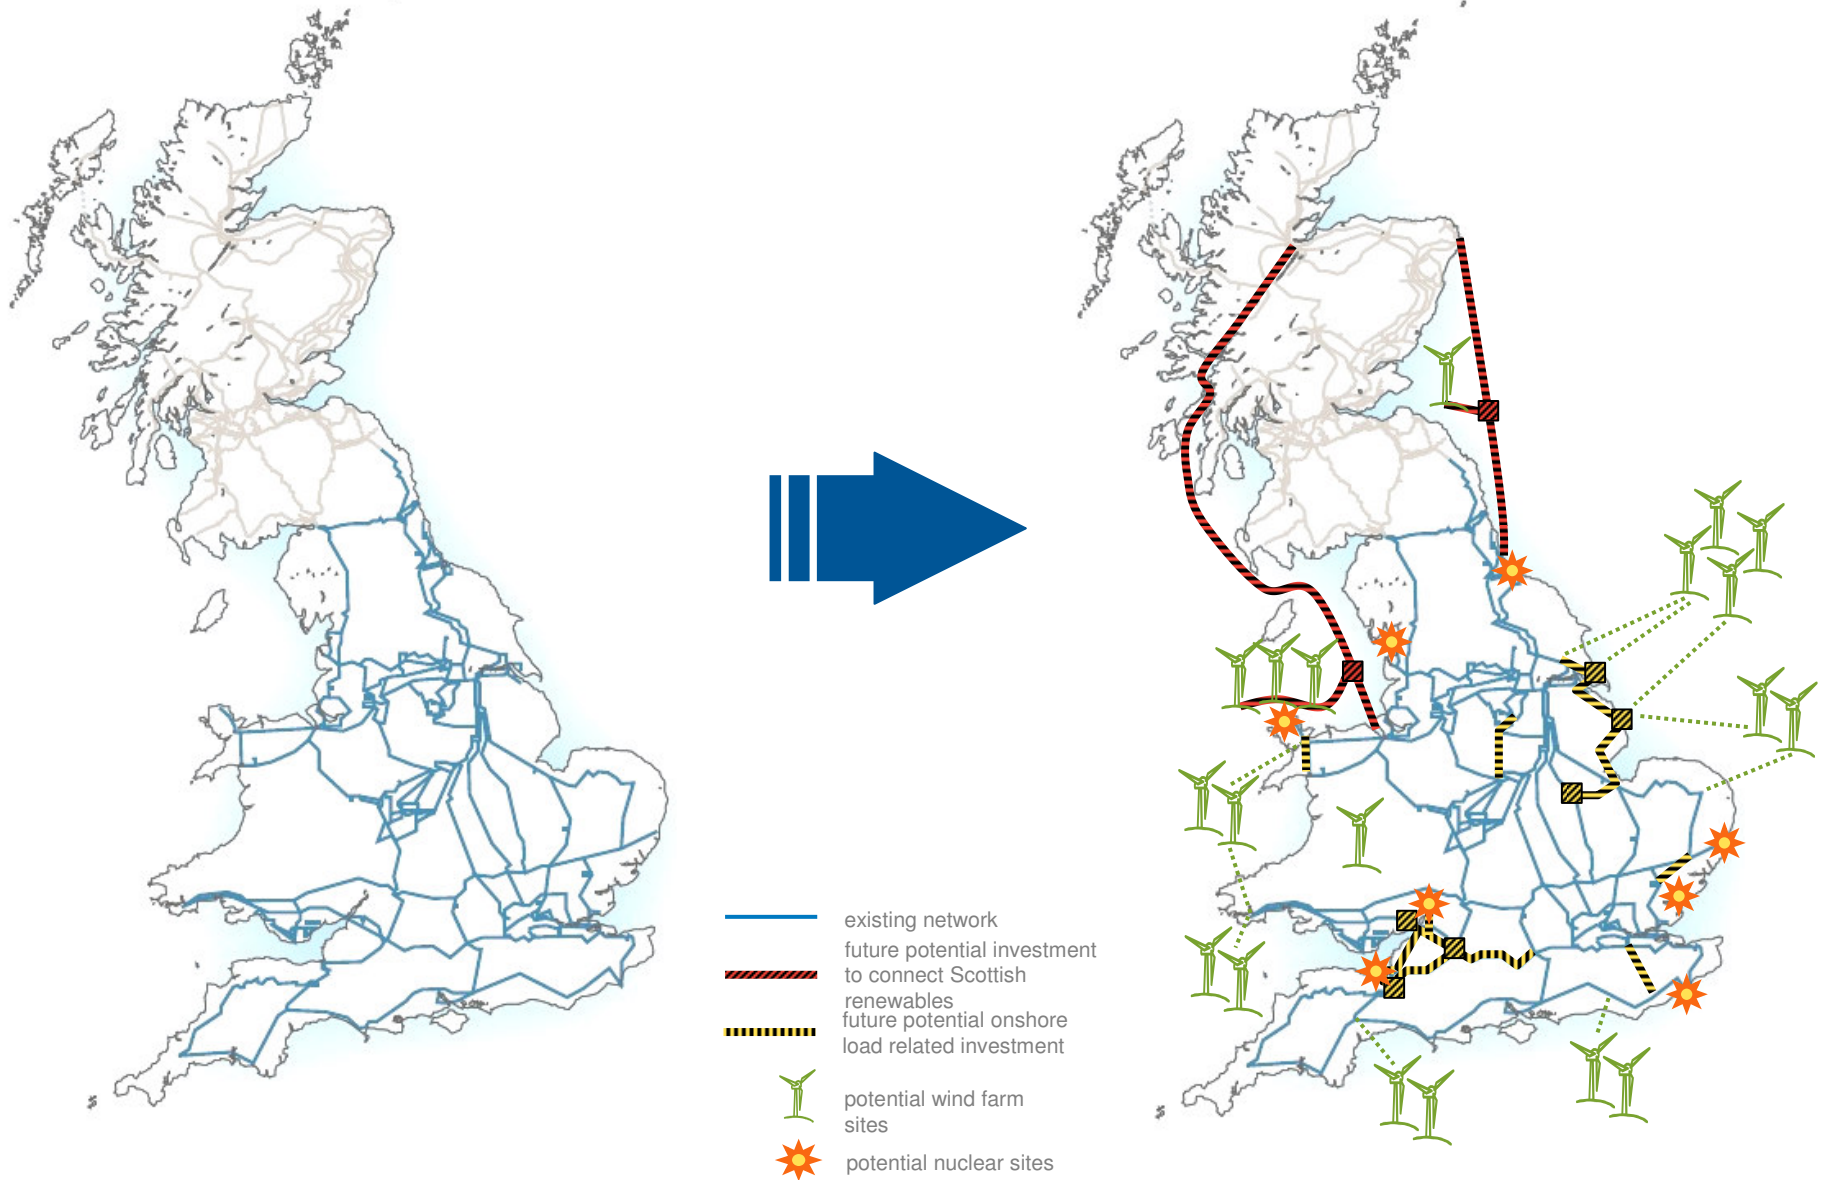 existing network
future potential investment
to connect Scottish
renewables
future potential onshore
load related investment
potential wind farm
sites
potential nuclear sites